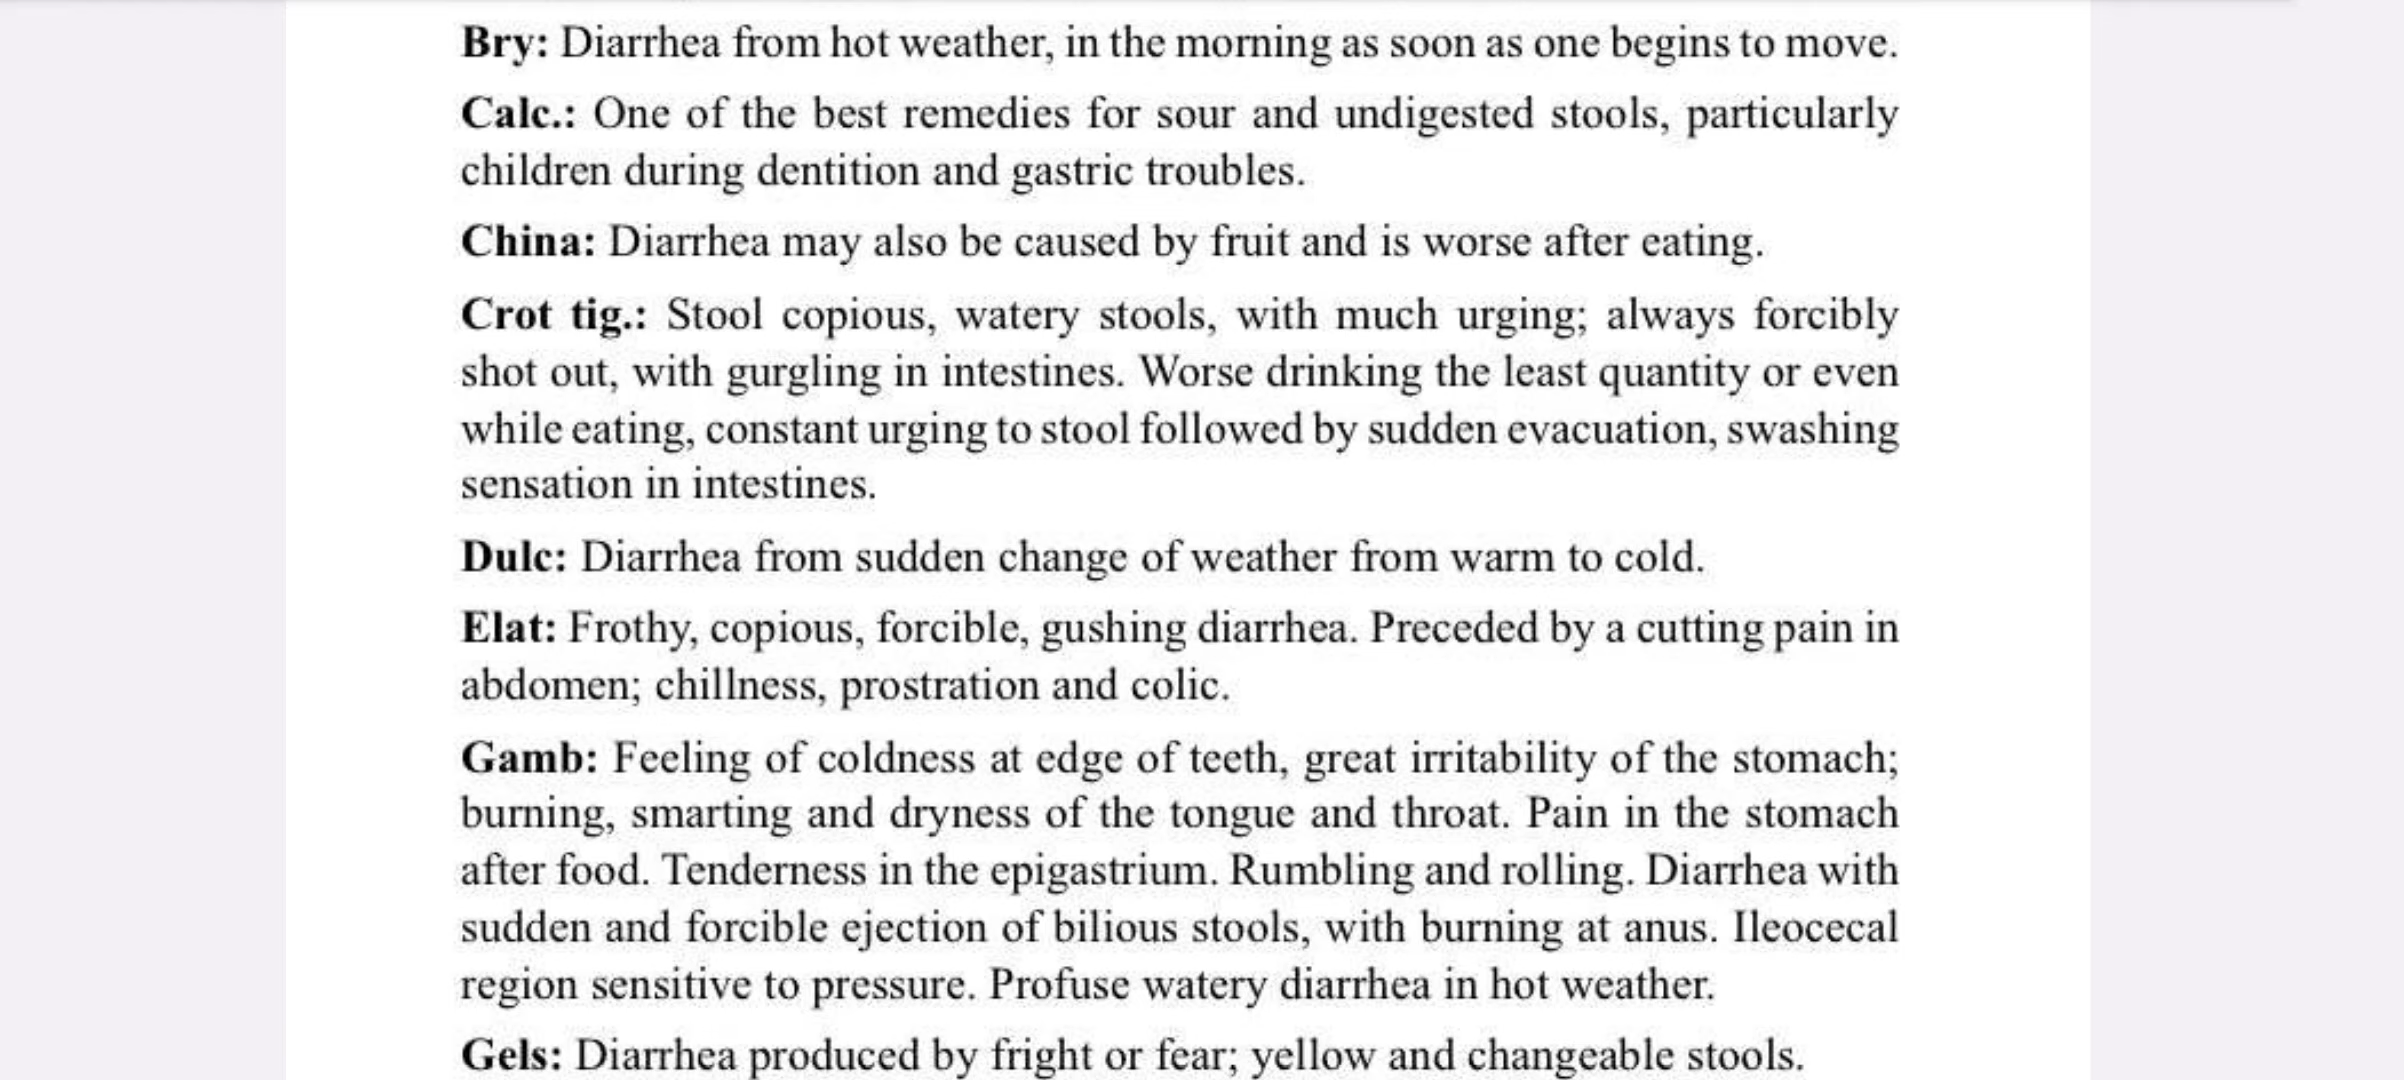 Bry: Diarrhea from hot weather, in the morning as soon as one begins to move.
Calc.: One of the best remedies for sour and undigested stools, particularly
children during dentition and gastric troubles.
China: Diarrhea may also be caused by fruit and is worse after eating.
Crot tig.: Stool copious, watery stools, with much urging; always forcibly
shot out, with gurgling in intestines. Worse drinking the least quantity or even
while eating, constant urging to stool followed by sudden evacuation, swashing
sensation in intestines.
Dulc: Diarrhea from sudden change of weather from warm to cold.
Elat: Frothy, copious, forcible, gushing diarrhea. Preceded by a cutting pain in
abdomen; chillness, prostration and colic.
Gamb: Feeling of coldness at edge of teeth, great irritability of the stomach;
burning, smarting and dryness of the tongue and throat. Pain in the stomach
after food. Tenderness in the epigastrium. Rumbling and rolling. Diarrhea with
sudden and forcible ejection of bilious stools, with burning at anus. Ileocecal
region sensitive to pressure. Profuse watery diarrhea in hot weather.
Gels: Diarrhea produced by fright or fear; yellow and changeable stools.